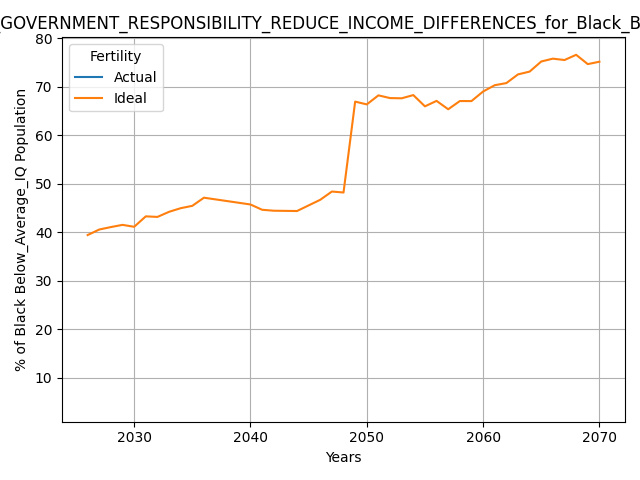 _GOVERNMENT_RESPONSIBILITY_REDUCE_INCOME_DIFFERENCES_for_Black_B
Fertility
Actual
Ideal
% of Black Below_Average_IQ Population
80
70
60
50
40
30
20
10
2030 2040 2050 2060 2070
Years